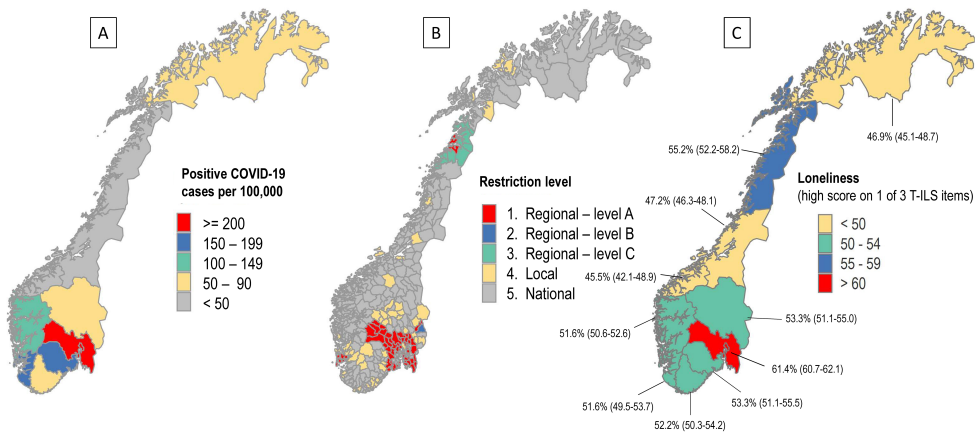 A
B
C
Positive COVID-19
cases per 100,000
>= 200
150 – 199
100 – 149
50 – 90
< 50
Restriction level
1. Regional – level A
2. Regional – level B
3. Regional – level C
4. Local
5. National
Loneliness
(high score on 1 of 3 T-ILS items)
< 50
50 - 54
55 – 59
> 60
46.9% (45.1-48.7)
55.2% (52.2-58.2)
47.2% (46.3-48.1)
45.5% (42.1-48.9)
51.6% (50.6-52.6)
53.3% (51.1-55.0)
61.4% (60.7-62.1)
53.3% (51.1-55.5)
51.6% (49.5-53.7)
52.2% (50.3-54.2)